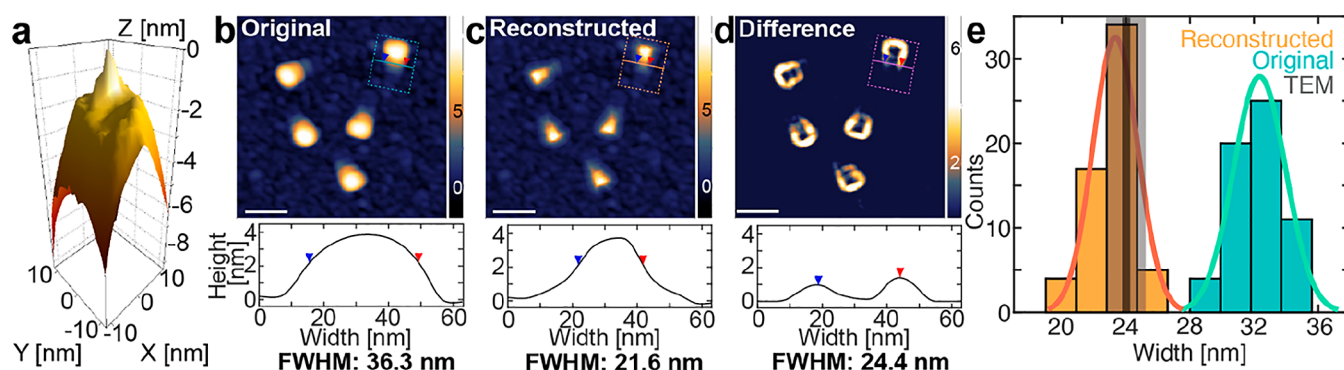 a
Z [nm]
0
-2
-4
-6
-8
10
0
-10
-10
0
10
Y [nm]
X [nm]
b
Original
5
0
Height
[nm]
4
2
0
0 20 40 60
Width [nm]
FWHM: 36.3 nm
c
Reconstructed
5
0
4
2
0
0 20 40 60
Width [nm]
FWHM: 21.6 nm
d
Difference
6
2
4
2
0
0 20 40 60
Width [nm]
FWHM: 24.4 nm
e
Reconstructed
Original
TEM
Counts
30
20
10
0
20 24 28 32 36
Width [nm]